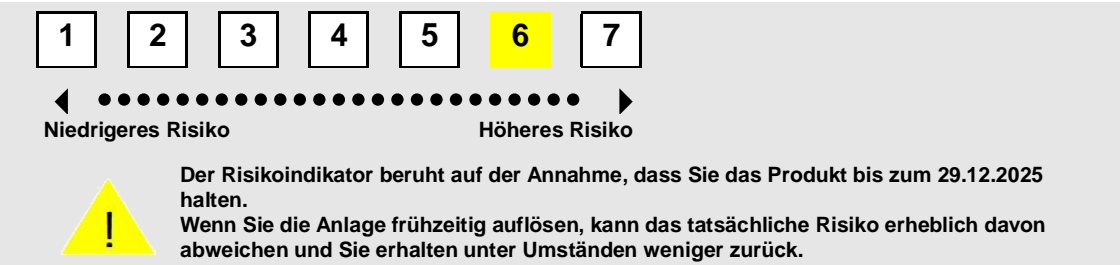 1 2 3 4 5 6 7
Niedrigeres Risiko Höheres Risiko
Der Risikoindikator beruht auf der Annahme, dass Sie das Produkt bis zum 29.12.2025
halten.
Wenn Sie die Anlage frühzeitig auflösen, kann das tatsächliche Risiko erheblich davon
abweichen und Sie erhalten unter Umständen weniger zurück.
!